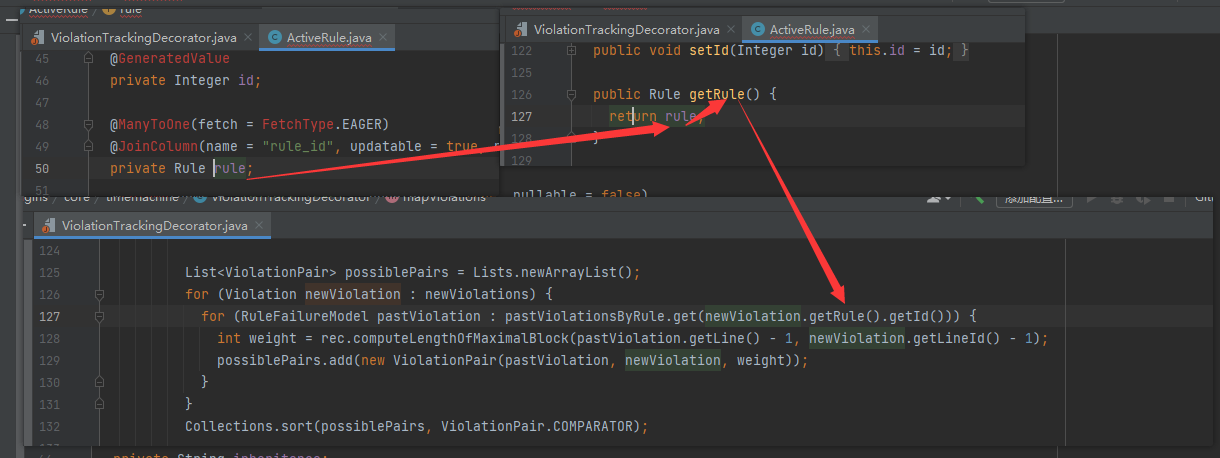 ActiveRule / rule
ViolationTrackingDecorator.java × ActiveRule.java ×
45 @GeneratedValue
46 private Integer id;
47
48 @ManyToOne(fetch = FetchType.EAGER)
49 @JoinColumn(name = "rule_id", updatable = true,
50 private Rule rule;
51
ViolationTrackingDecorator.java × ActiveRule.java ×
122 public void setId(Integer id) { this.id = id; }
125
126 public Rule getRule() {
127 return rule;
128 }
129
nullable = false)
core / timemachine / ViolationTrackingDecorator / mapViolations
添加配置...
ViolationTrackingDecorator.java ×
124
125 List<ViolationPair> possiblePairs = Lists.newArrayList();
126 for (Violation newViolation : newViolations) {
127 for (RuleFailureModel pastViolation : pastViolationsByRule.get(newViolation.getRule().getId())) {
128 int weight = rec.computeLengthOfMaximalBlock(pastViolation.getLine() - 1, newViolation.getLineId() - 1);
129 possiblePairs.add(new ViolationPair(pastViolation, newViolation, weight));
130 }
131 }
132 Collections.sort(possiblePairs, ViolationPair.COMPARATOR);
private String inheritance;